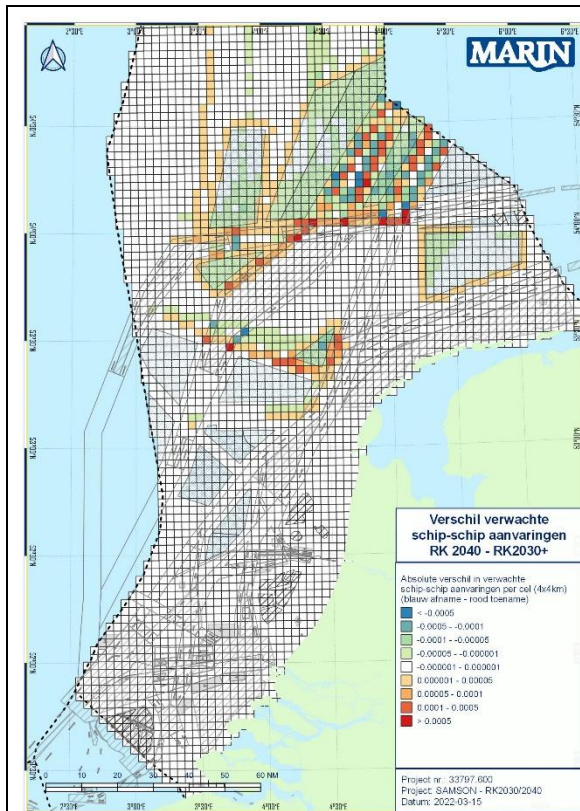 MARIN
Verschil verwachte
schip-schip aanvaringen
RK 2040 - RK2030+
Absolute verschil in verwachte
schip-schip aanvaringen per cel (4x4km)
(blauw afname - rood toename)
< -0.0005
-0.0005 - -0.0001
-0.0001 - -0.00005
-0.00005 - -0.000001
-0.000001 - 0.000001
0.000001 - 0.00005
0.00005 - 0.0001
0.0001 - 0.0005
> 0.0005
0 10 20 30 40 50 60 NM
Project nr.: 33797.600
Project: SAMSON - RK2030/2040
Datum: 2022-03-15